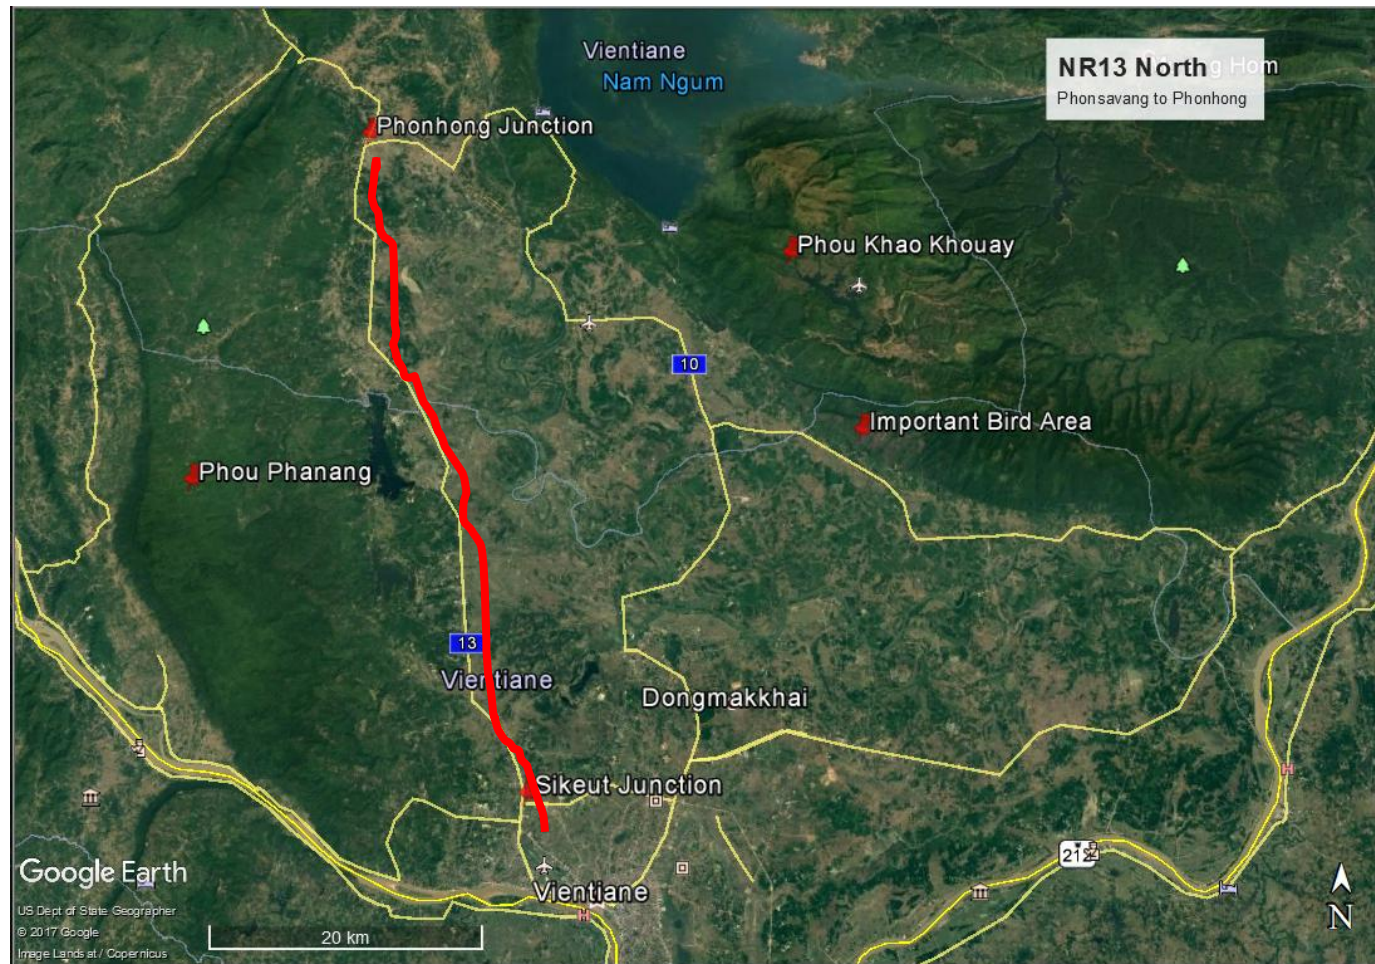 Vientiane
Nam Ngum
NR13 North
Hom
Phonsavang to Phonhong
Phonhong Junction
Phou Khao Khouay
10
Important Bird Area
Phou Phanang
13
Vientiane
Dongmakkhai
Sikeut Junction
212
Google Earth
Vientiane
US Dept of State Geographer
© 2017 Google
Image Landsat / Copernicus
20 km
N
H
H